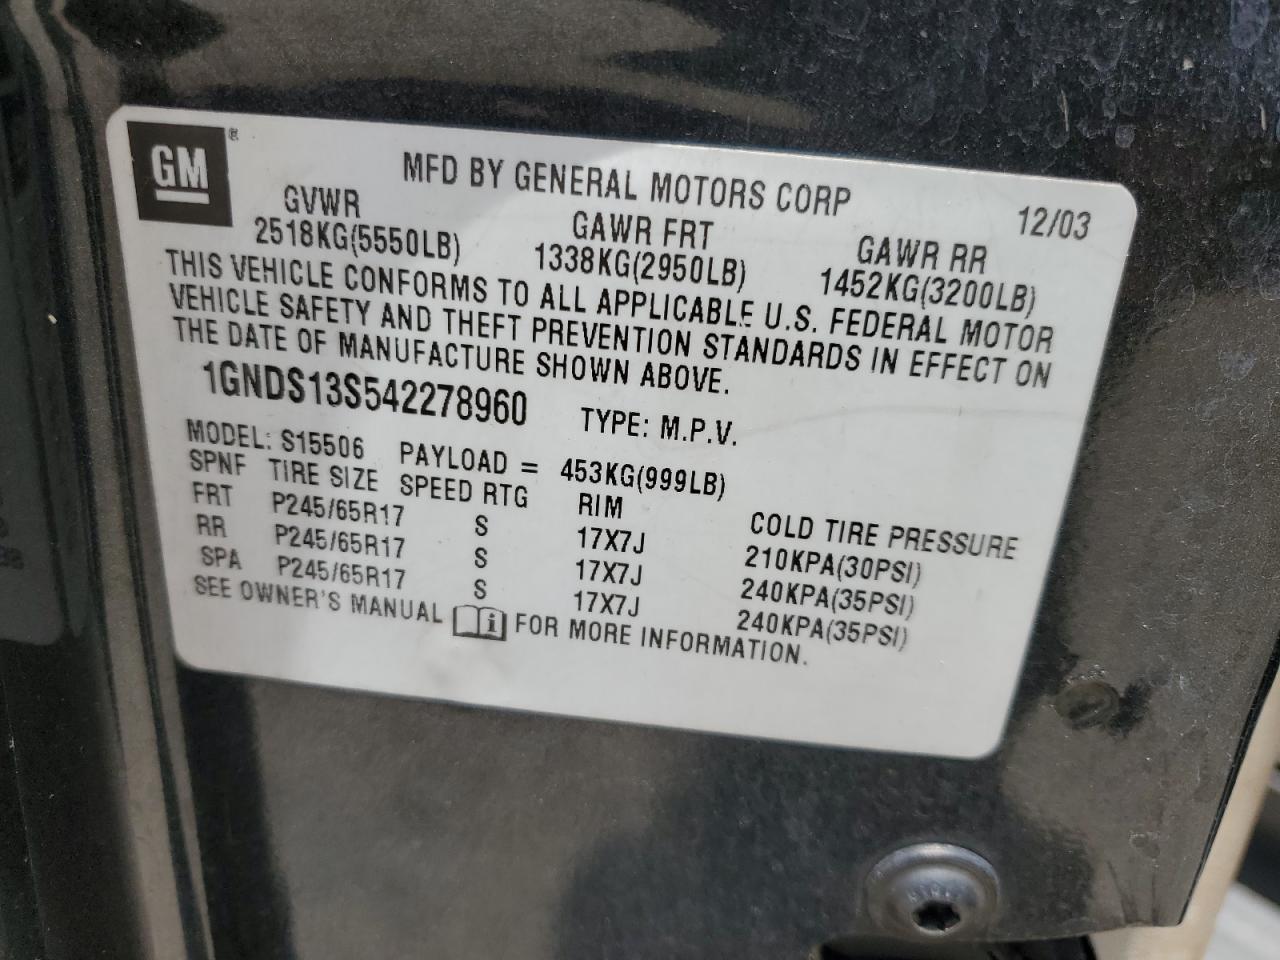 GM ®
MFD BY GENERAL MOTORS CORP
12/03
GVWR GAWR FRT GAWR RR
2518KG(5550LB) 1338KG(2950LB) 1452KG(3200LB)
THIS VEHICLE CONFORMS TO ALL APPLICABLE U.S. FEDERAL MOTOR
VEHICLE SAFETY AND THEFT PREVENTION STANDARDS IN EFFECT ON
THE DATE OF MANUFACTURE SHOWN ABOVE.
1GNDS13S542278960 TYPE: M.P.V.
MODEL: S15506 PAYLOAD = 453KG(999LB)
SPNF TIRE SIZE SPEED RTG RIM COLD TIRE PRESSURE
FRT P245/65R17 S 17X7J 210KPA(30PSI)
RR P245/65R17 S 17X7J 240KPA(35PSI)
SPA P245/65R17 S 17X7J 240KPA(35PSI)
SEE OWNER'S MANUAL i FOR MORE INFORMATION.